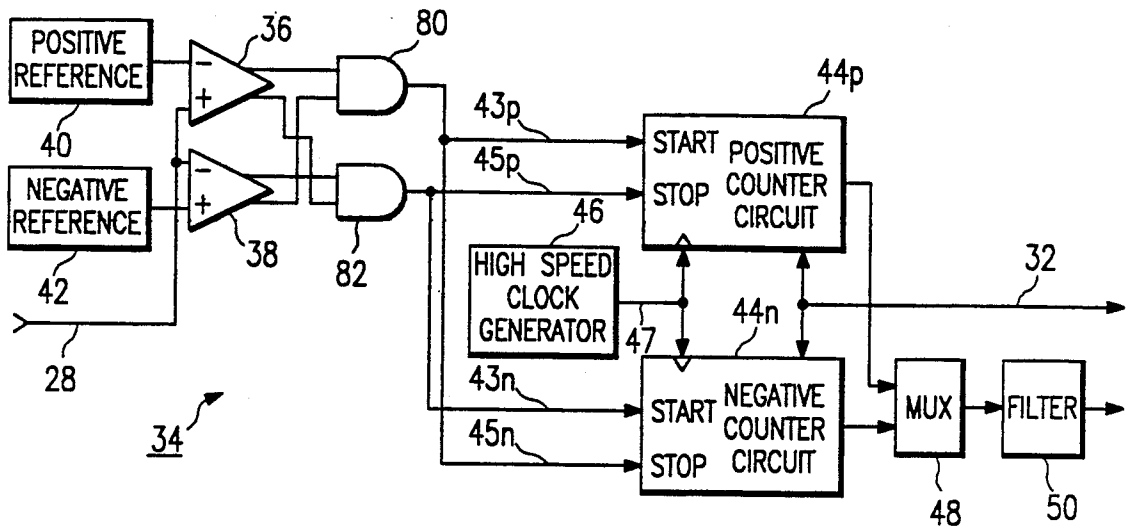 POSITIVE
REFERENCE
40
NEGATIVE
REFERENCE
42
28
34
-
+
36
-
+
38
80
82
43p
45p
44p
START
STOP
POSITIVE
COUNTER
CIRCUIT
46
HIGH SPEED
CLOCK
GENERATOR
47
32
44n
43n
45n
START
STOP
NEGATIVE
COUNTER
CIRCUIT
MUX
48
FILTER
50